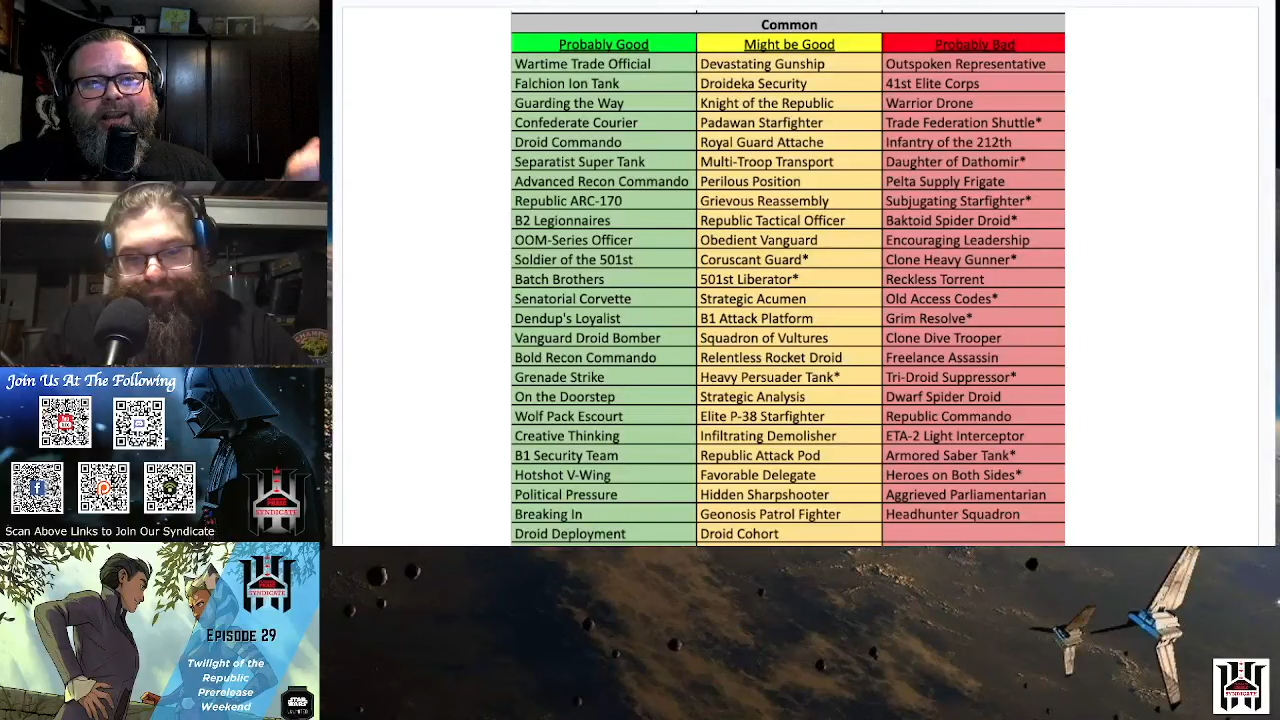 Common
Probably Good Might be Good Probably Bad
Wartime Trade Official Devastating Gunship Outspoken Representative
Falchion Ion Tank Droideka Security 41st Elite Corps
Guarding the Way Knight of the Republic Warrior Drone
Confederate Courier Padawan Starfighter Trade Federation Shuttle*
Droid Commando Royal Guard Attache Infantry of the 212th
Separatist Super Tank Multi-Troop Transport Daughter of Dathomir*
Advanced Recon Commando Perilous Position Pelta Supply Frigate
Republic ARC-170 Grievous Reassembly Subjugating Starfighter*
B2 Legionnaires Republic Tactical Officer Baktoid Spider Droid*
OOM-Series Officer Obedient Vanguard Encouraging Leadership
Soldier of the 501st Coruscant Guard* Clone Heavy Gunner*
Batch Brothers 501st Liberator* Reckless Torrent
Senatorial Corvette Strategic Acumen Old Access Codes*
Dendup's Loyalist B1 Attack Platform Grim Resolve*
Vanguard Droid Bomber Squadron of Vultures Clone Dive Trooper
Bold Recon Commando Relentless Rocket Droid Freelance Assassin
Grenade Strike Heavy Persuader Tank* Tri-Droid Suppressor*
On the Doorstep Strategic Analysis Dwarf Spider Droid
Wolf Pack Escourt Elite P-38 Starfighter Republic Commando
Creative Thinking Infiltrating Demolisher ETA-2 Light Interceptor
B1 Security Team Republic Attack Pod Armored Saber Tank*
Hotshot V-Wing Favorable Delegate Heroes on Both Sides*
Political Pressure Hidden Sharpshooter Aggrieved Parliamentarian
Breaking In Geonosis Patrol Fighter Headhunter Squadron
Droid Deployment Droid Cohort
Join Us At The Following
SYNDICATE
Scan Above Links to Join Our Syndicate
SYNDICATE
Episode 29
Twilight of the
Republic
Prerelease
Weekend
STAR
WARS
UNLIMITED
SYNDICATE